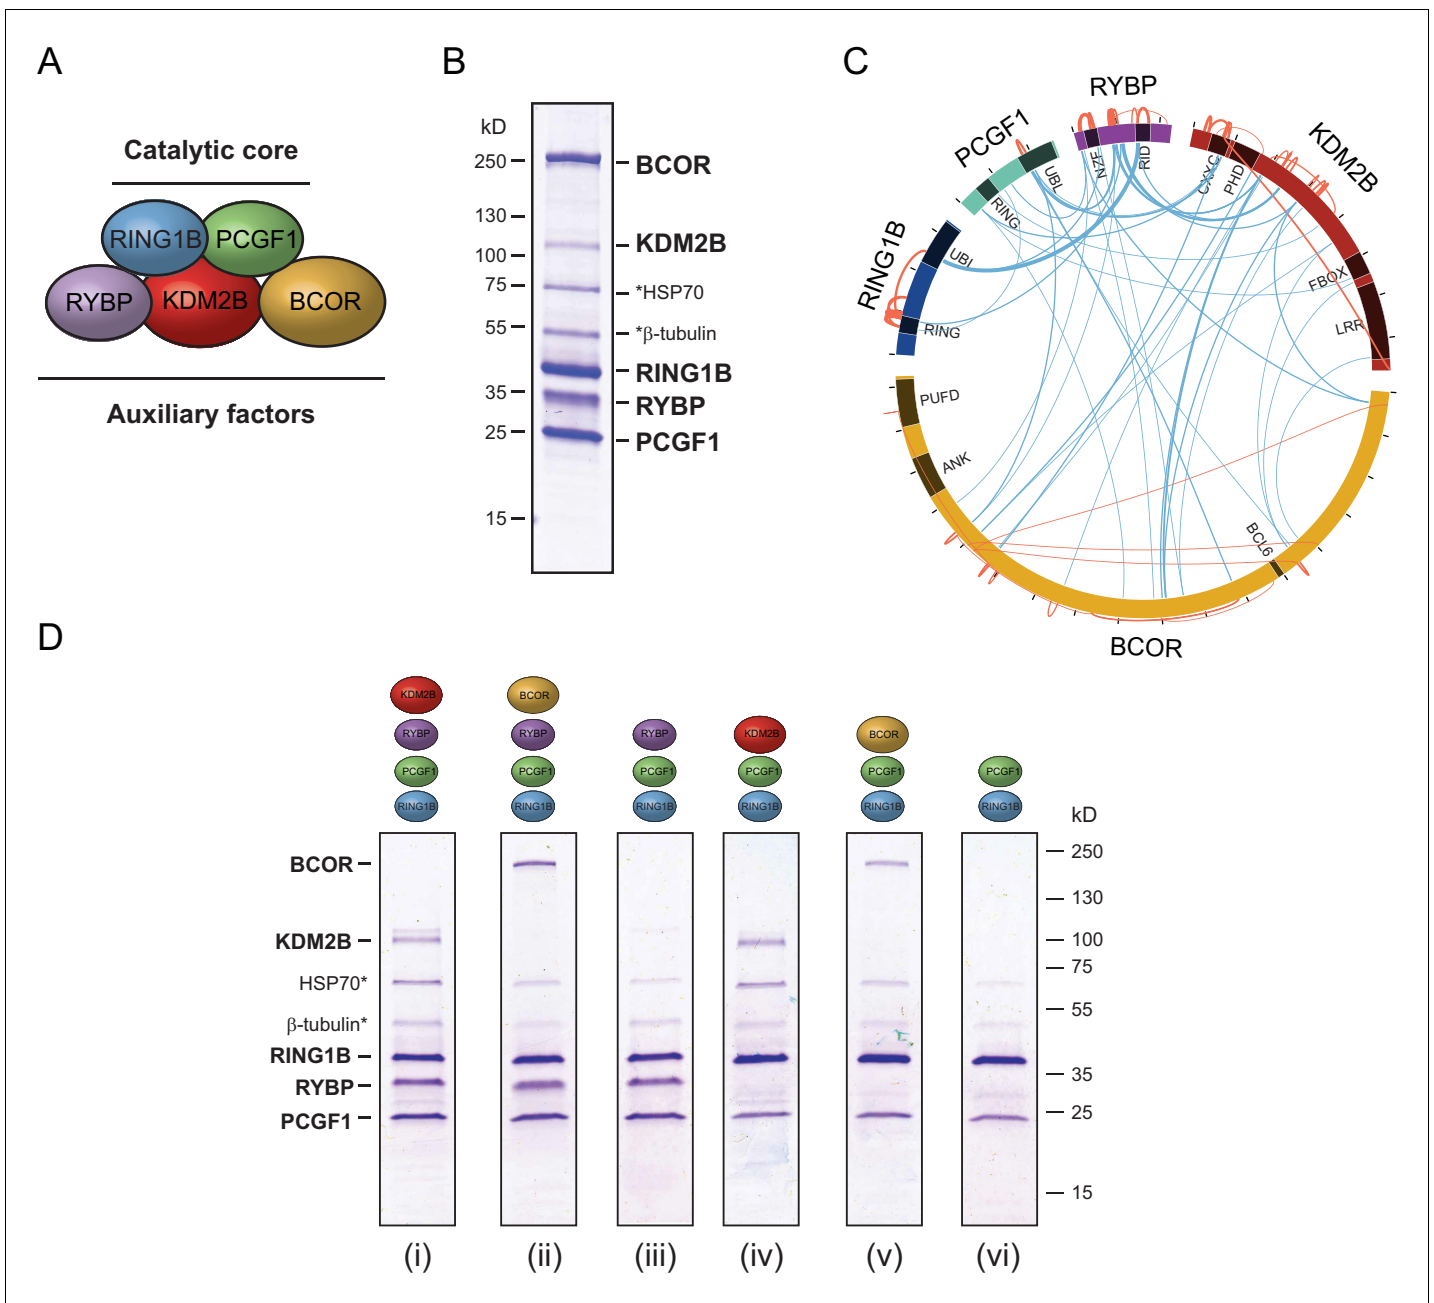 A
Catalytic core
RING1B
PCGF1
RYBP
KDM2B
BCOR
Auxiliary factors
B
kD
250
130
100
75
55
35
25
15
BCOR
KDM2B
*HSP70
*β-tubulin
RING1B
RYBP
PCGF1
C
RYBP
PCGF1
KDM2B
RING1B
BCOR
NZF
RID
CXXC
PHD
UBL
RING
UBL
RING
FBOX
LRR
PUFD
ANK
BCL6
D
KDM2B
RYBP
PCGF1
RING1B
BCOR
RYBP
PCGF1
RING1B
RYBP
PCGF1
RING1B
KDM2B
PCGF1
RING1B
BCOR
PCGF1
RING1B
PCGF1
RING1B
BCOR
KDM2B
HSP70*
β-tubulin*
RING1B
RYBP
PCGF1
kD
250
130
100
75
55
35
25
15
(i)
(ii)
(iii)
(iv)
(v)
(vi)